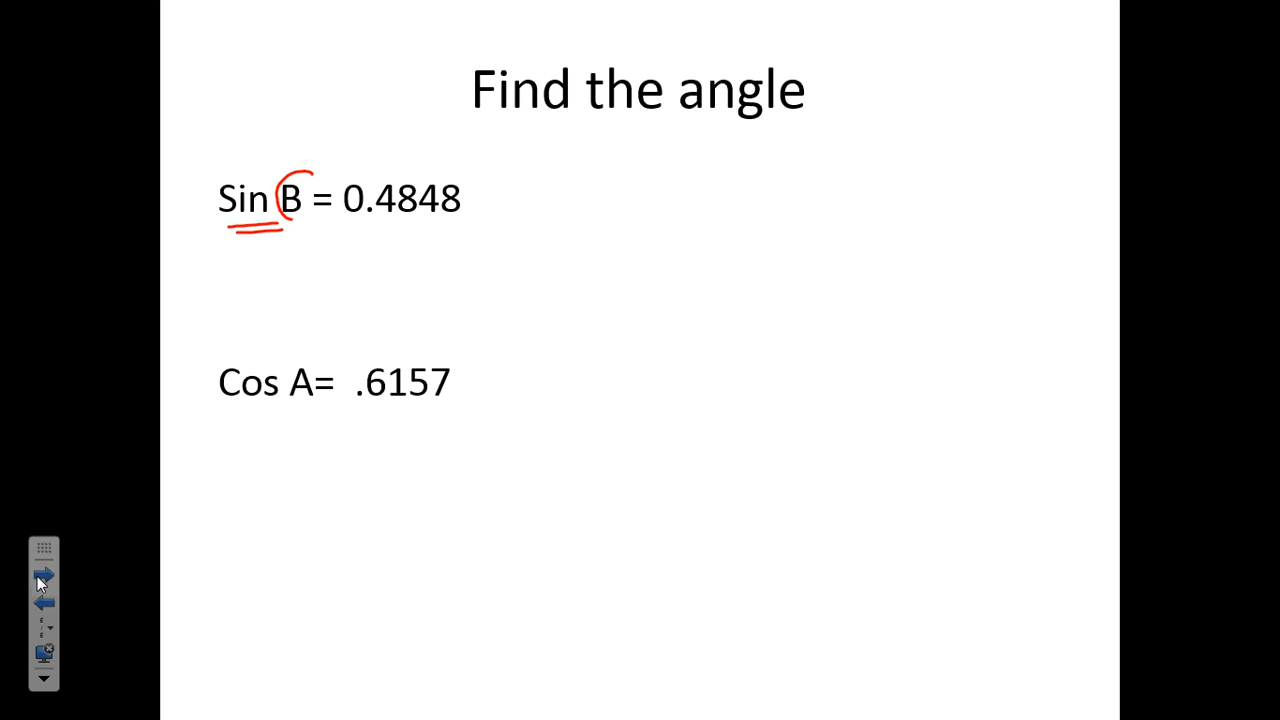 Find the angle
Sin B = 0.4848
Cos A= .6157